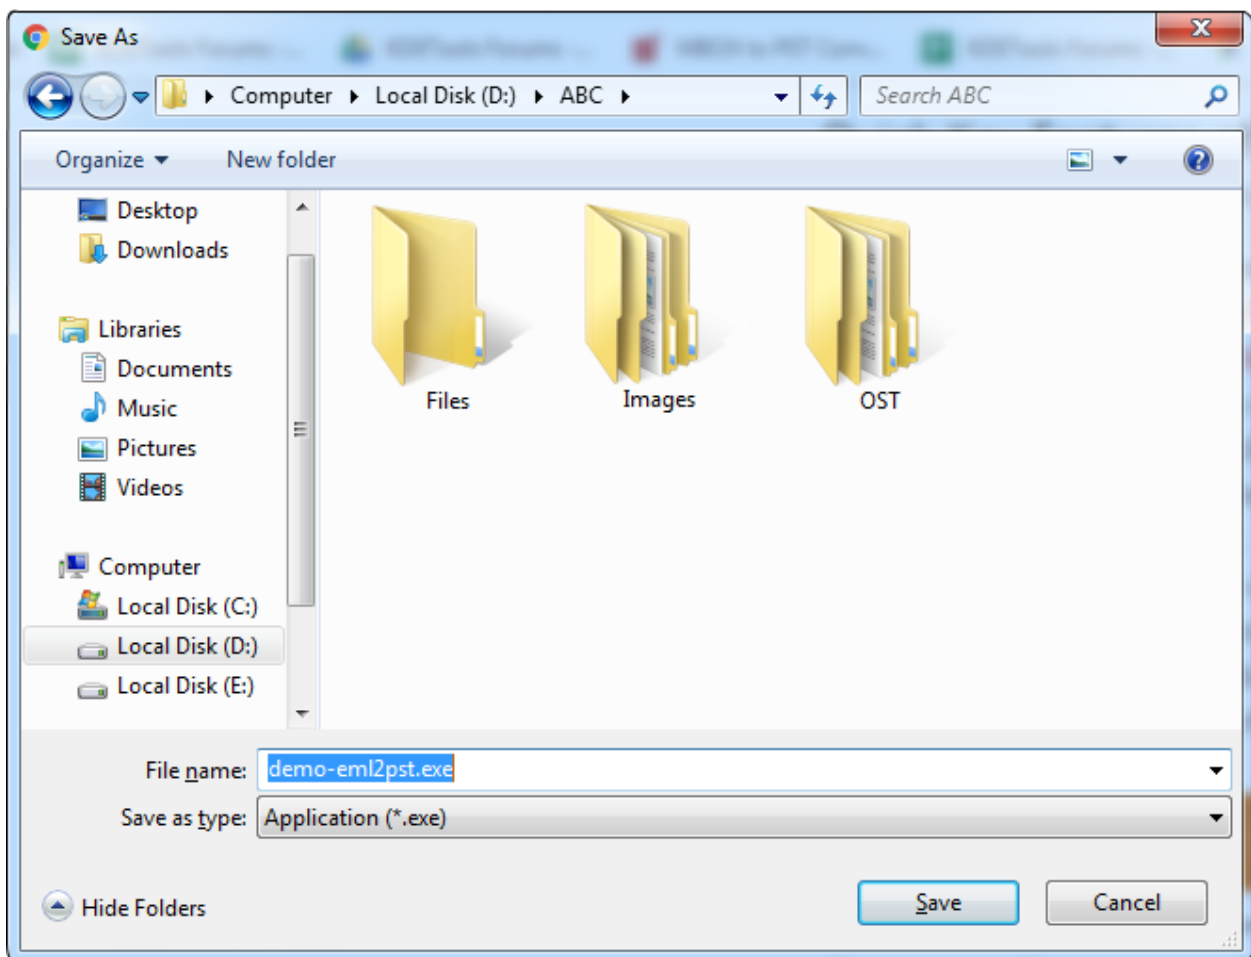 Save As
Computer Local Disk (D:) ABC
Search ABC
Organize New folder
Desktop
Downloads
Libraries
Documents
Music
Pictures
Videos
Computer
Local Disk (C:)
Local Disk (D:)
Local Disk (E:)
Files Images OST
File name: demo-eml2pst.exe
Save as type: Application (*.exe)
Hide Folders Save Cancel